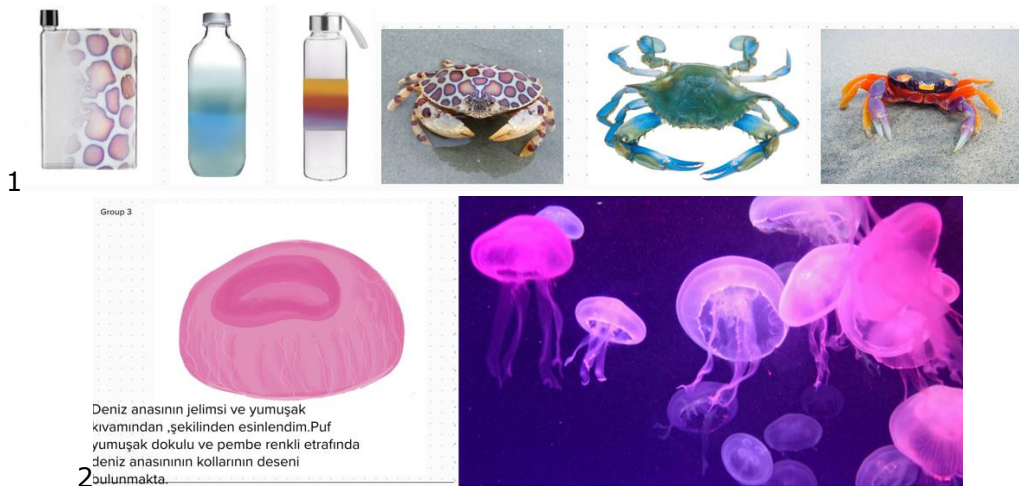 1
Group 3
Deniz anasının jelimsi ve yumuşak
kıvamından ,şekilinden esinlendim.Puf
yumuşak dokulu ve pembe renkli etrafında
deniz anasınının kollarının deseni
bulunmakta.
2